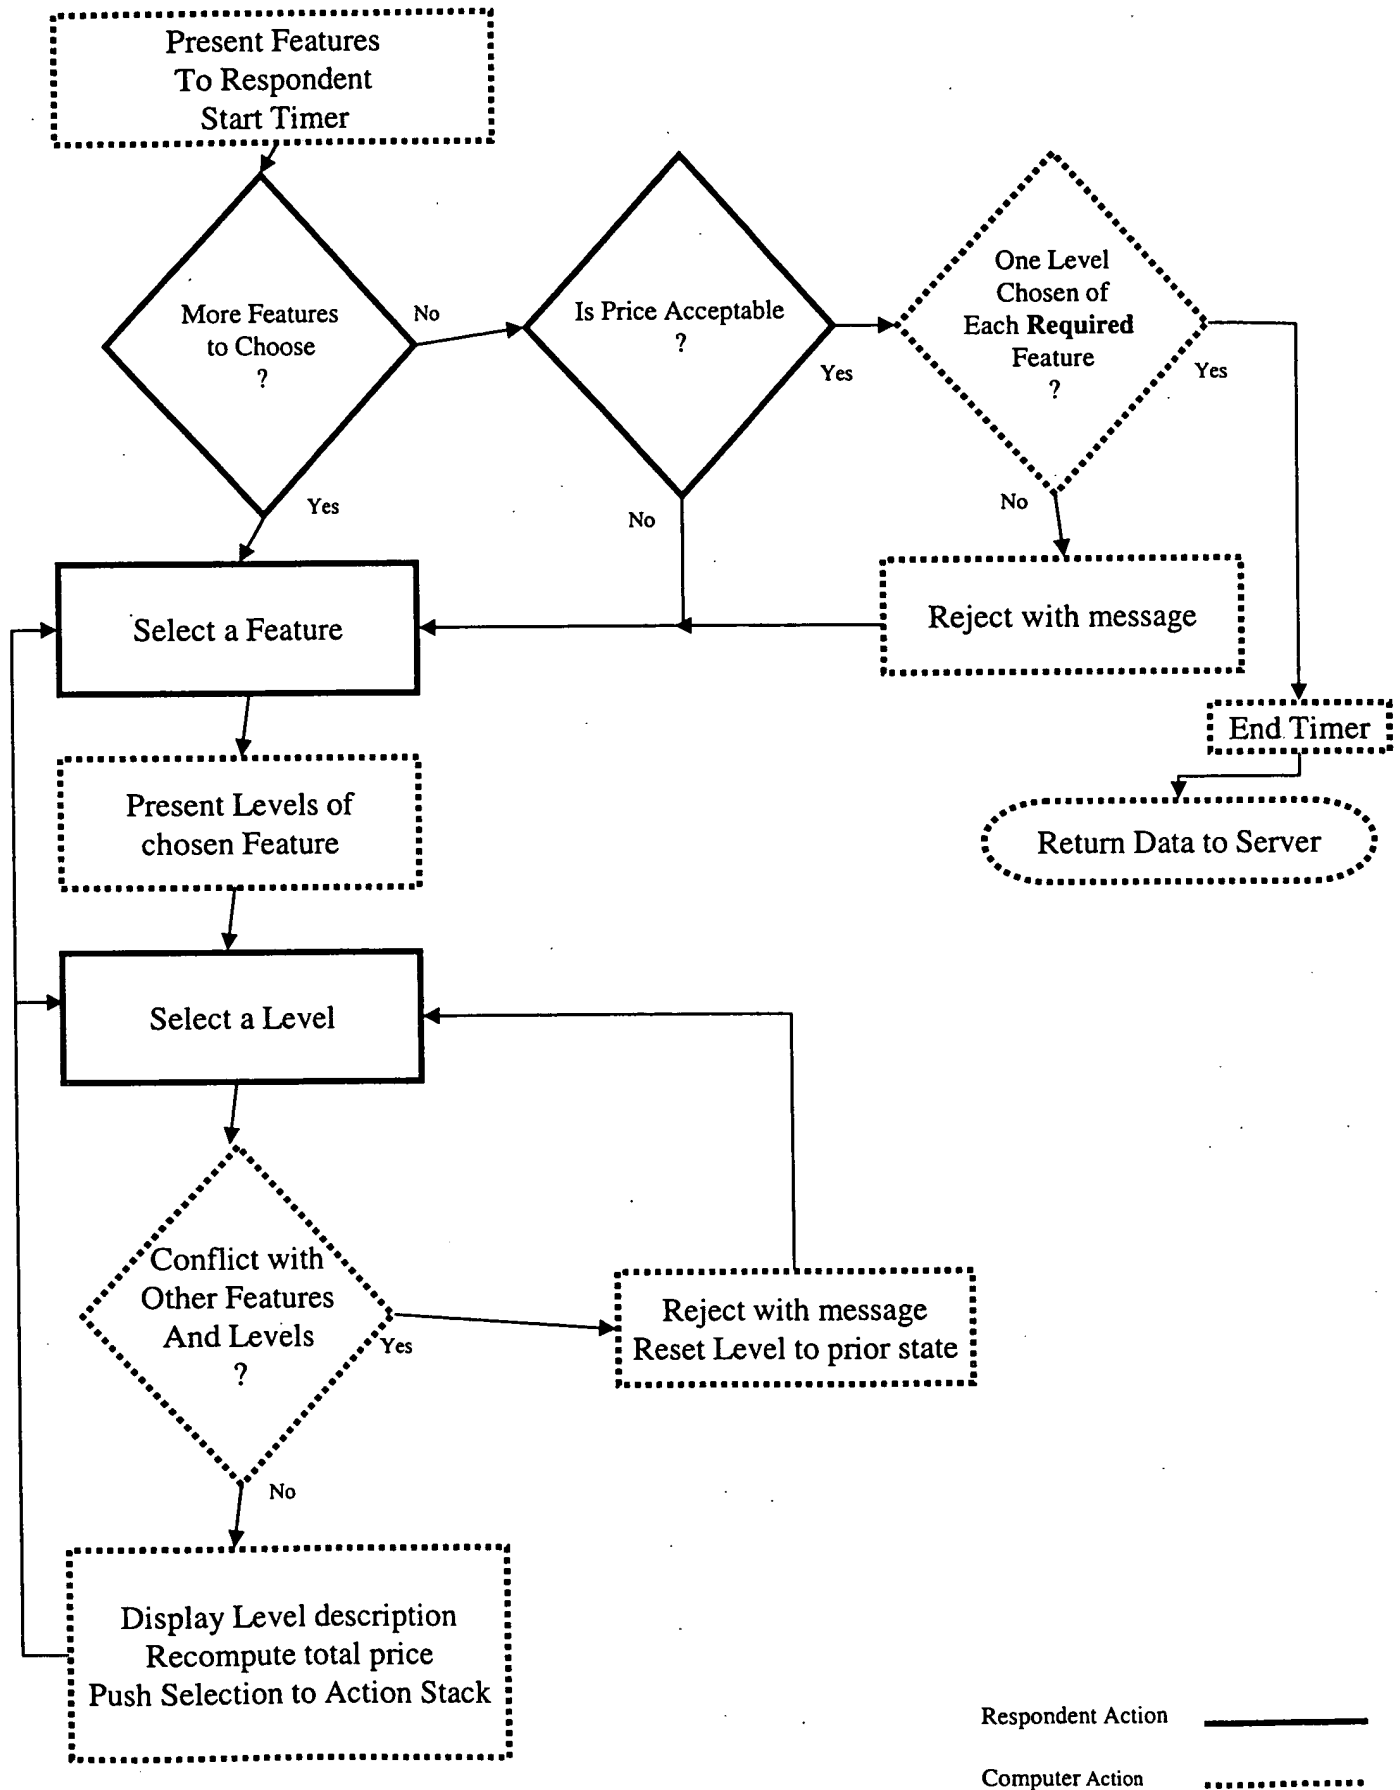 Present Features
To Respondent
Start Timer
More Features
to Choose
?
No
Yes
Is Price Acceptable
?
Yes
No
One Level
Chosen of
Each Required
Feature
?
Yes
No
Select a Feature
Reject with message
End Timer
Return Data to Server
Present Levels of
chosen Feature
Select a Level
Conflict with
Other Features
And Levels
?
Yes
No
Reject with message
Reset Level to prior state
Display Level description
Recompute total price
Push Selection to Action Stack
Respondent Action
Computer Action